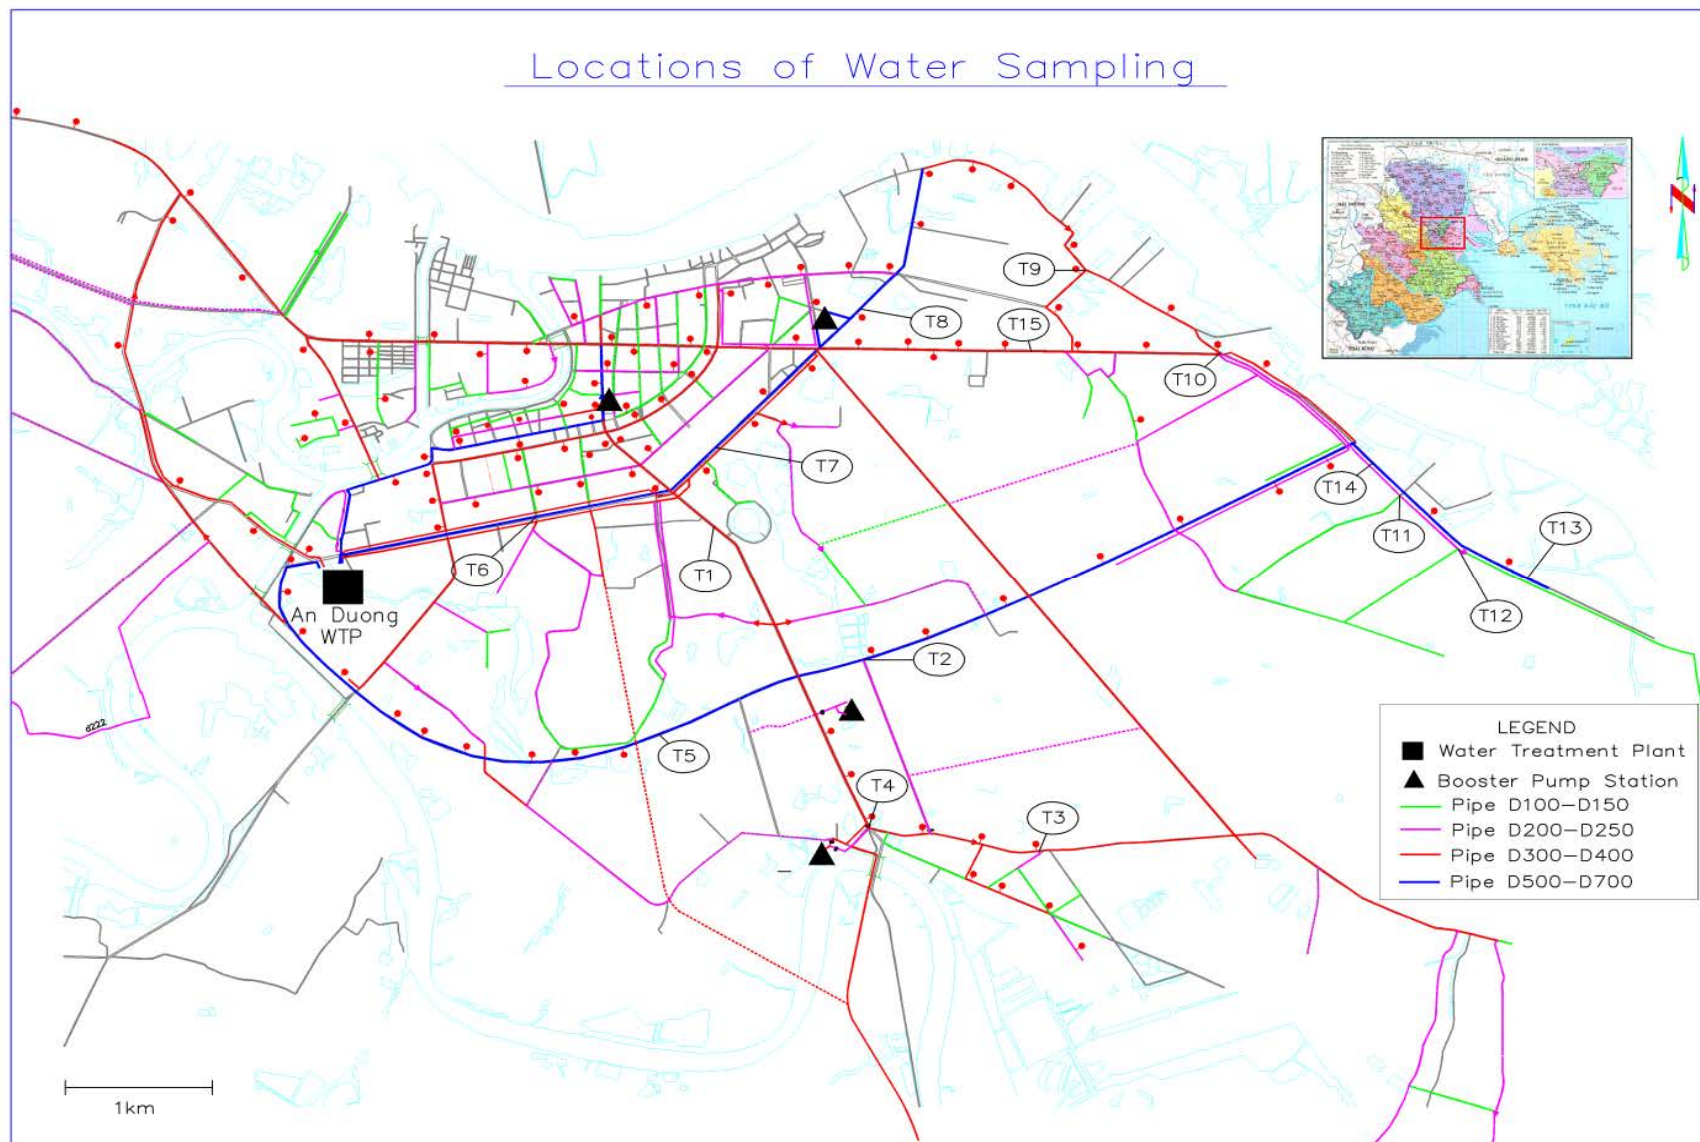 Locations of Water Sampling
T9
T8
T15
T10
T7
T14
T11
T13
T6
T1
An Duong
WTP
T12
T2
d222
T5
T4
T3
LEGEND
Water Treatment Plant
Booster Pump Station
Pipe D100-D150
Pipe D200-D250
Pipe D300-D400
Pipe D500-D700
1km